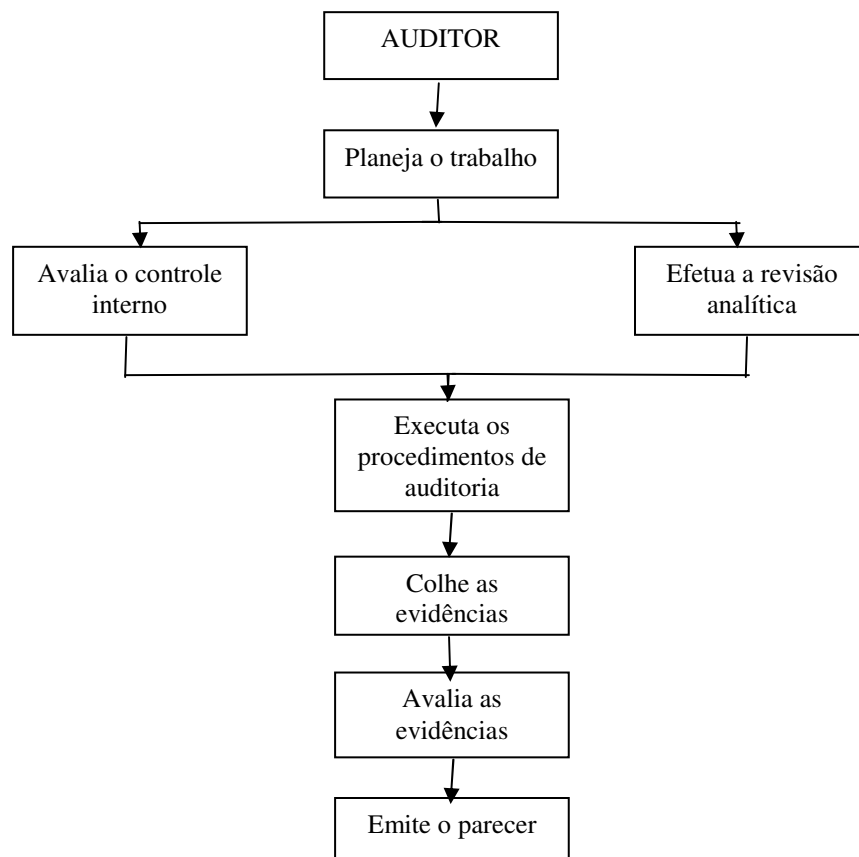 AUDITOR
Planeja o trabalho
Avalia o controle
interno
Efetua a revisão
analítica
Executa os
procedimentos de
auditoria
Colhe as
evidências
Avalia as
evidências
Emite o parecer